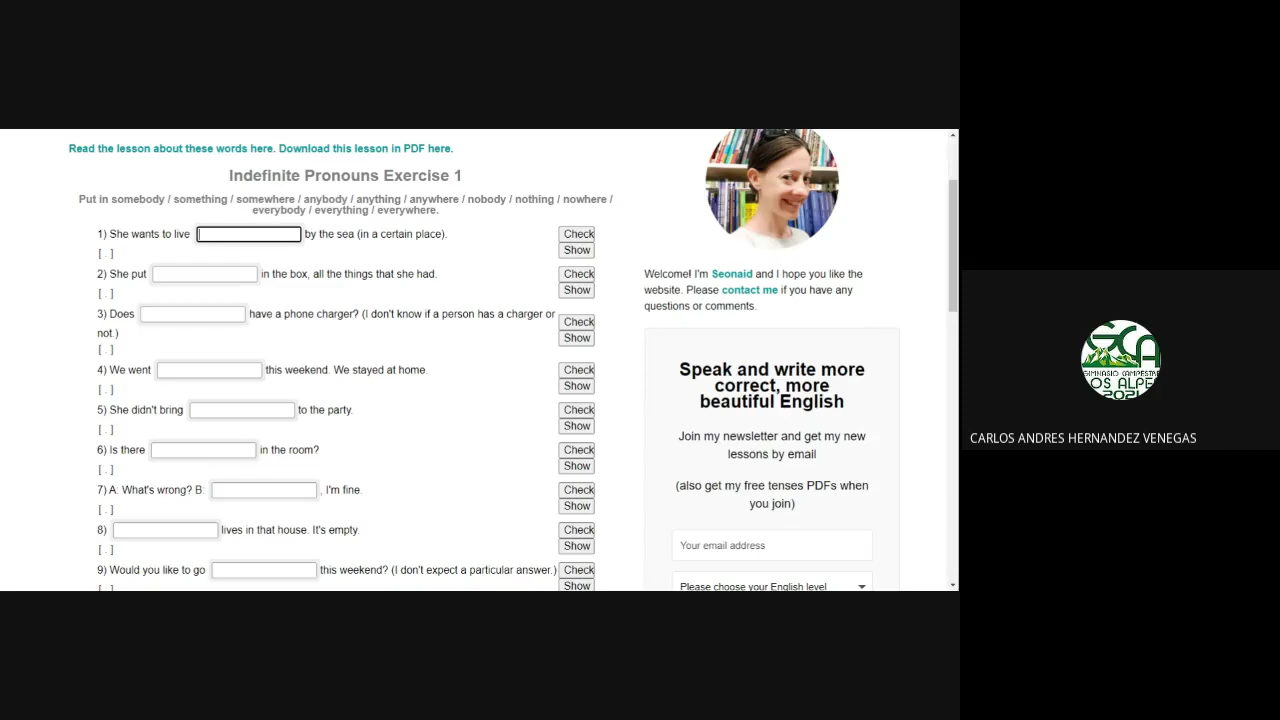 Read the lesson about these words here. Download this lesson in PDF here.
Indefinite Pronouns Exercise 1
Put in somebody / something / somewhere / anybody / anything / anywhere / nobody / nothing / nowhere /
everybody / everything / everywhere.
1) She wants to live by the sea (in a certain place). Check
[ . ] Show
2) She put in the box, all the things that she had. Check
[ . ] Show
3) Does have a phone charger? (I don't know if a person has a charger or Check
not.) Show
[ . ]
4) We went this weekend. We stayed at home. Check
[ . ] Show
5) She didn't bring to the party. Check
[ . ] Show
6) Is there in the room? Check
[ . ] Show
7) A: What's wrong? B: , I'm fine. Check
[ . ] Show
8) lives in that house. It's empty. Check
[ . ] Show
9) Would you like to go this weekend? (I don't expect a particular answer.) Check
Show
Welcome! I'm Seonaid and I hope you like the
website. Please contact me if you have any
questions or comments.
Speak and write more
correct, more
beautiful English
Join my newsletter and get my new
lessons by email
(also get my free tenses PDFs when
you join)
Your email address
Please choose your English level
GCA
GIMNASIO CAMPESTRE
LOS ALPES
2021
CARLOS ANDRES HERNANDEZ VENEGAS